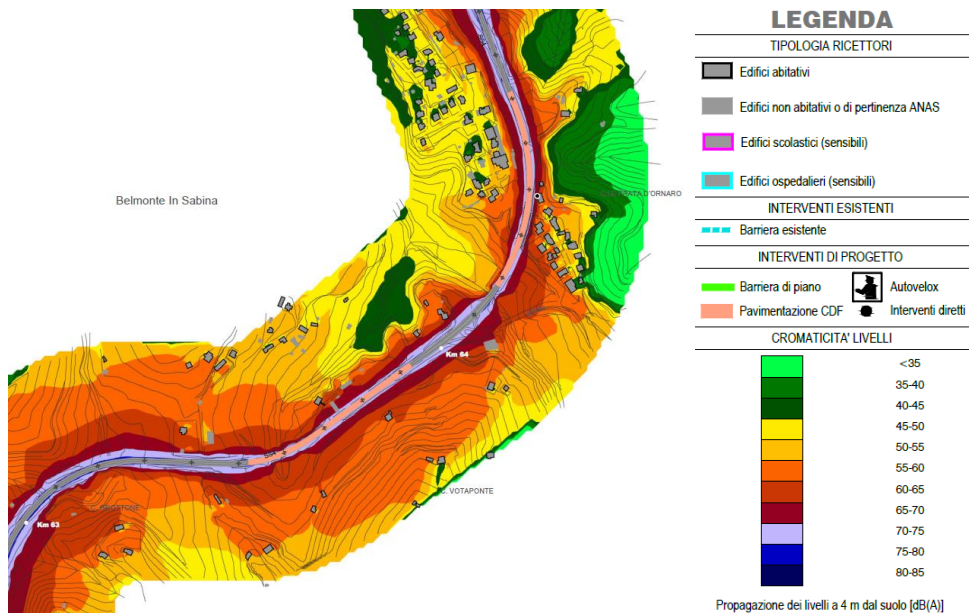 Belmonte In Sabina
PRATA D'ORNARO
Km 64
C. VOTAPONTE
Km 63
LEGENDA
TIPOLOGIA RICETTORI
Edifici abitativi
Edifici non abitativi o di pertinenza ANAS
Edifici scolastici (sensibili)
Edifici ospedalieri (sensibili)
INTERVENTI ESISTENTI
Barriera esistente
INTERVENTI DI PROGETTO
Barriera di piano
Autovelox
Pavimentazione CDF
Interventi diretti
CROMATICITA' LIVELLI
<35
35-40
40-45
45-50
50-55
55-60
60-65
65-70
70-75
75-80
80-85
Propagazione dei livelli a 4 m dal suolo [dB(A)]